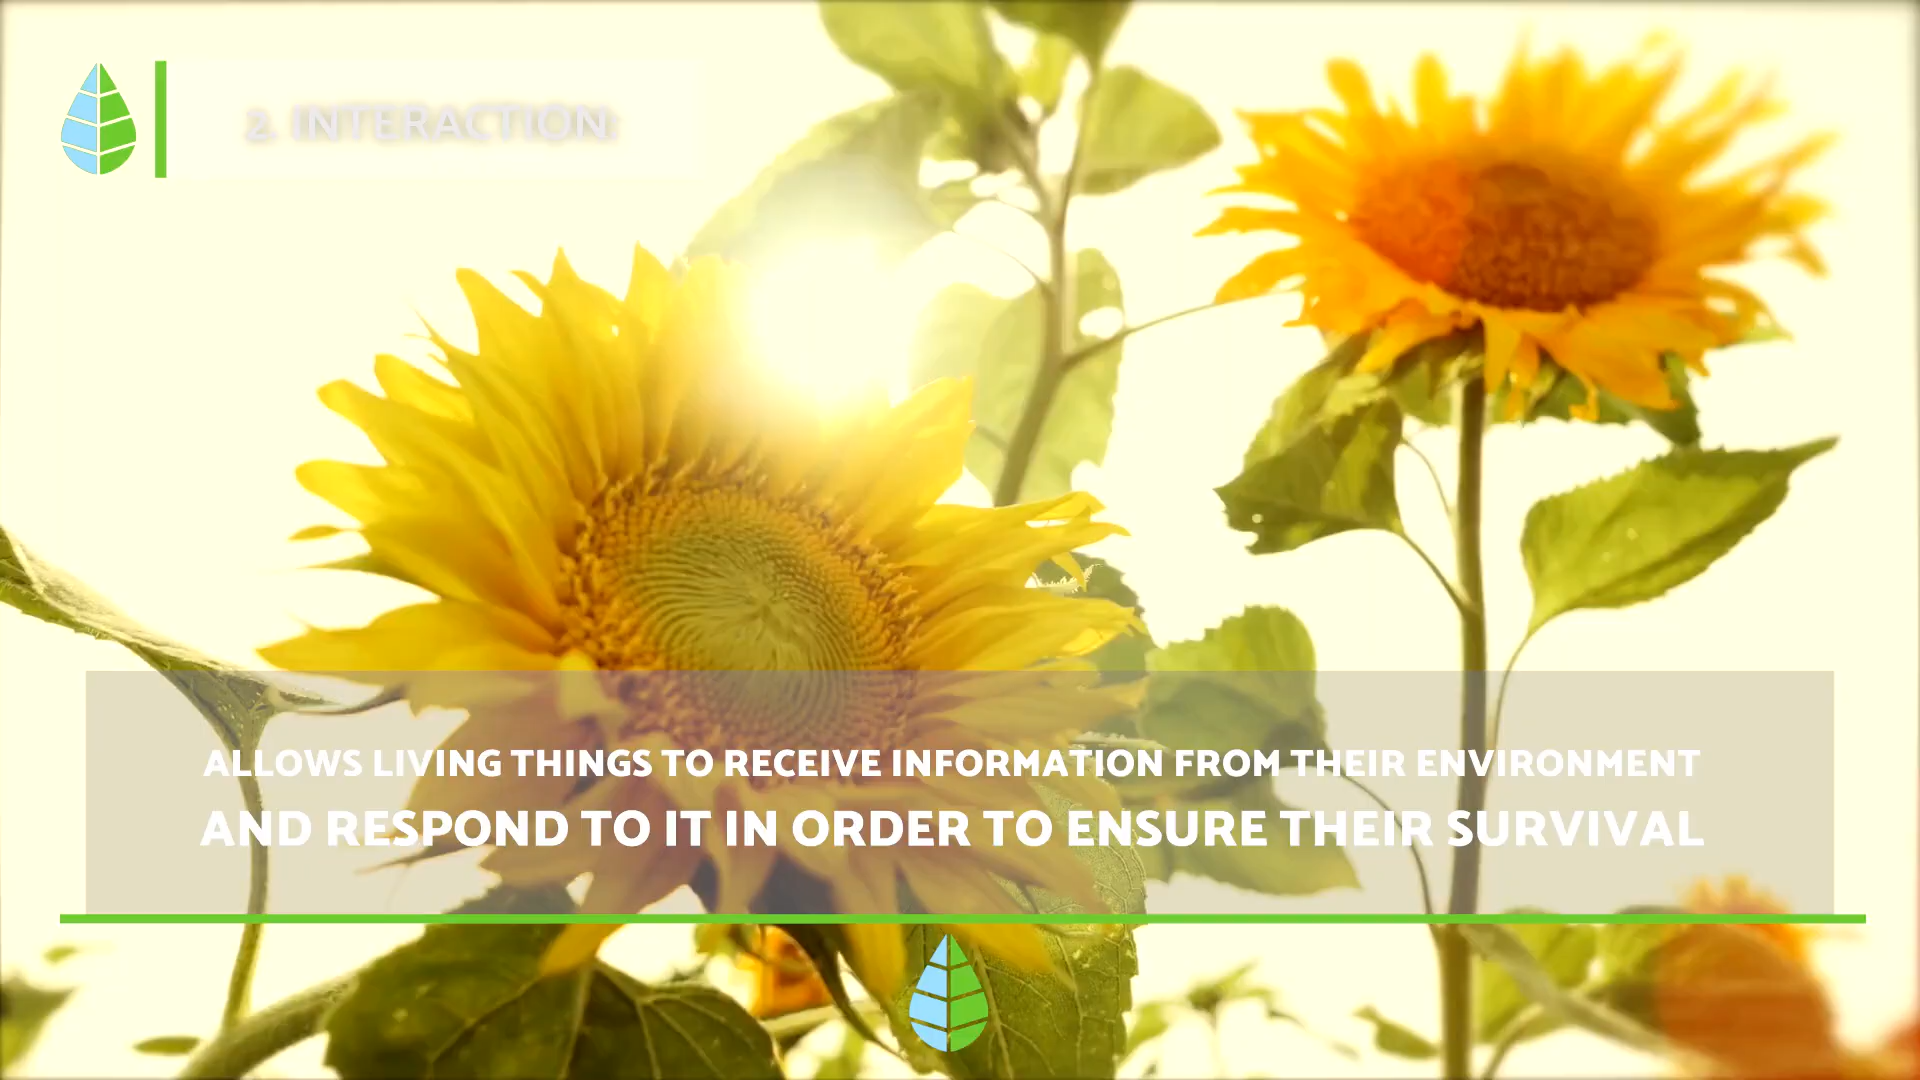 2. INTERACTION:
ALLOWS LIVING THINGS TO RECEIVE INFORMATION FROM THEIR ENVIRONMENT
AND RESPOND TO IT IN ORDER TO ENSURE THEIR SURVIVAL